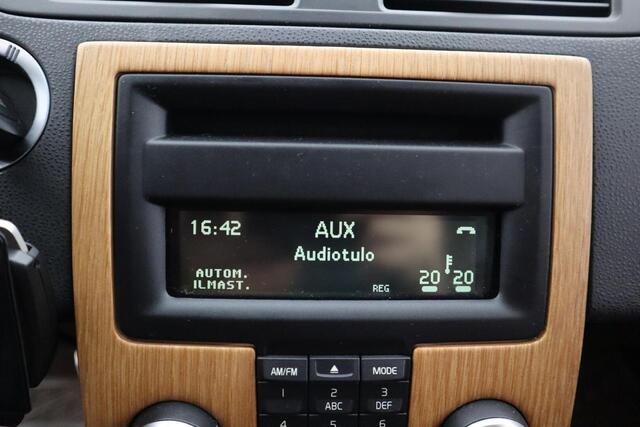 16:42 AUX
Audiotulo
AUTOM.
ILMAST.
REG
20 20
AM/FM MODE
1 2 3
ABC DEF
4 5 6